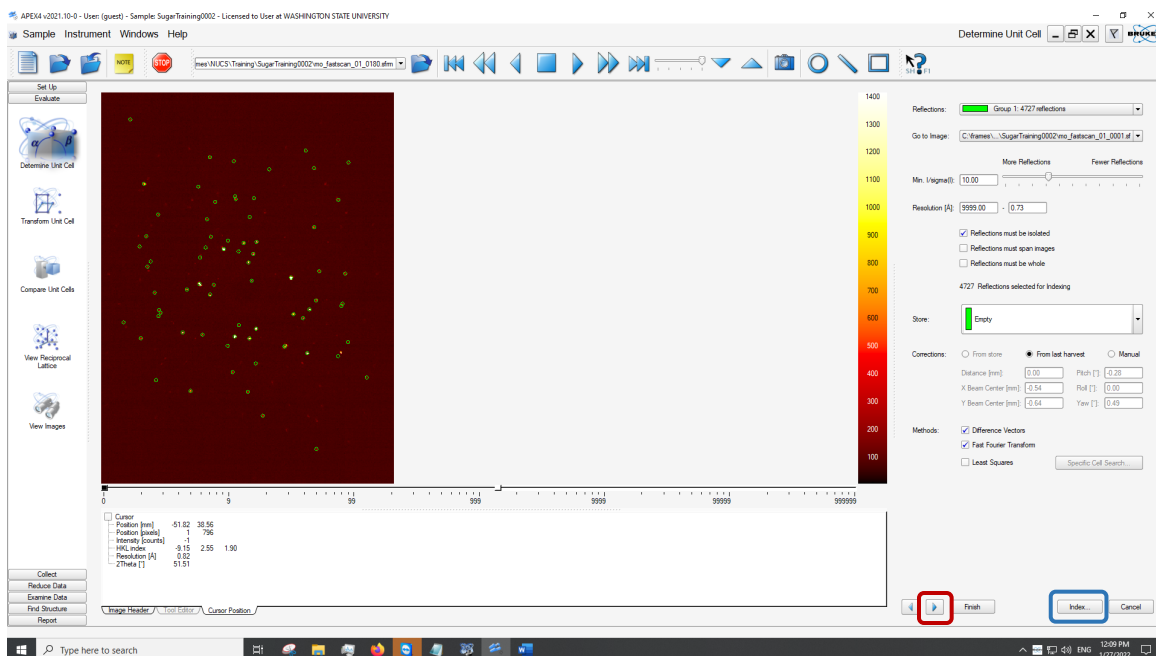 APEX4 v2021.10-0 - User: (guest) - Sample: SugarTraining0002 - Licensed to User at WASHINGTON STATE UNIVERSITY
Sample Instrument Windows Help
Determine Unit Cell
BRUKE
NOTE
STOP
mes\NUCS\Training\SugarTraining0002\mo_fastscan_01_0180.sfrm
SH FI
Set Up
Evaluate
Determine Unit Cell
Transform Unit Cell
Compare Unit Cells
View Reciprocal
Lattice
View Images
Collect
Reduce Data
Examine Data
Find Structure
Report
1400
1300
1200
1100
1000
900
800
700
600
500
400
300
200
100
0 9 99 999 9999 99999 999999
Cursor
Position [mm] -51.82 38.56
Position [pixels] 1 796
Intensity [counts] -1
HKL index -9.15 2.55 1.90
Resolution [Å] 0.82
2Theta [°] 51.51
Image Header Tool Editor Cursor Position
Reflections: Group 1: 4727 reflections
Go to Image: C:\frames\...\SugarTraining0002\mo_fastscan_01_0001.sf
More Reflections Fewer Reflections
Min. I/sigma(I): 10.00
Resolution [Å]: 9999.00 - 0.73
Reflections must be isolated
Reflections must span images
Reflections must be whole
4727 Reflections selected for Indexing
Store: Empty
Corrections: From store From last harvest Manual
Distance [mm]: 0.00 Pitch [°]: -0.28
X Beam Center [mm]: -0.54 Roll [°]: 0.00
Y Beam Center [mm]: -0.64 Yaw [°]: 0.49
Methods: Difference Vectors
Fast Fourier Transform
Least Squares Specific Cell Search...
Finish Index... Cancel
Type here to search
ENG
12:09 PM
1/27/2022